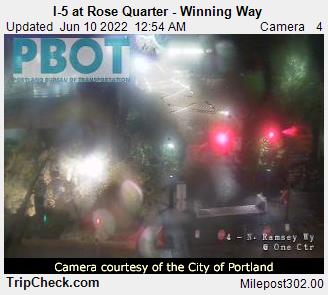 I-5 at Rose Quarter - Winning Way
Updated Jun 10 2022 12:54 AM Camera 4
PBOT
PORTLAND BUREAU OF TRANSPORTATION
4 - N. Ramsey Wy
@ One Ctr
Camera courtesy of the City of Portland
TripCheck.com Milepost302.00